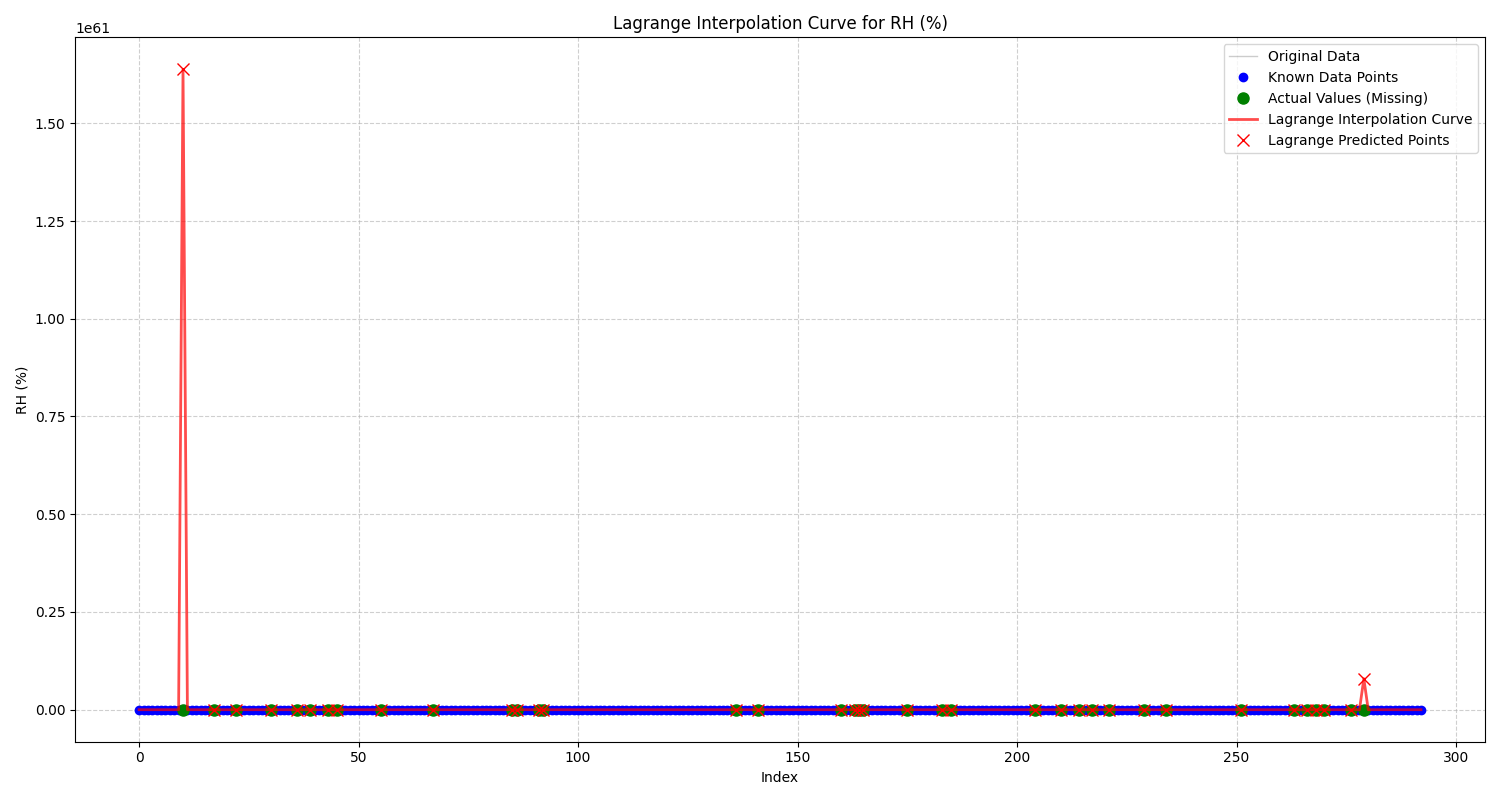 Lagrange Interpolation Curve for RH (%)
1e61
Original Data
Known Data Points
Actual Values (Missing)
Lagrange Interpolation Curve
Lagrange Predicted Points
1.50
1.25
1.00
0.75
0.50
0.25
0.00
RH (%)
0 50 100 150 200 250 300
Index